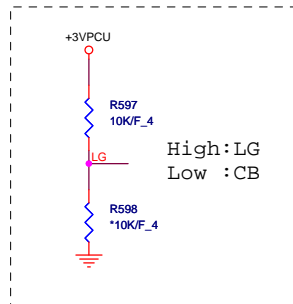 +3VPCU
R597
10K/F_4
LG
High:LG
Low :CB
R598
*10K/F_4